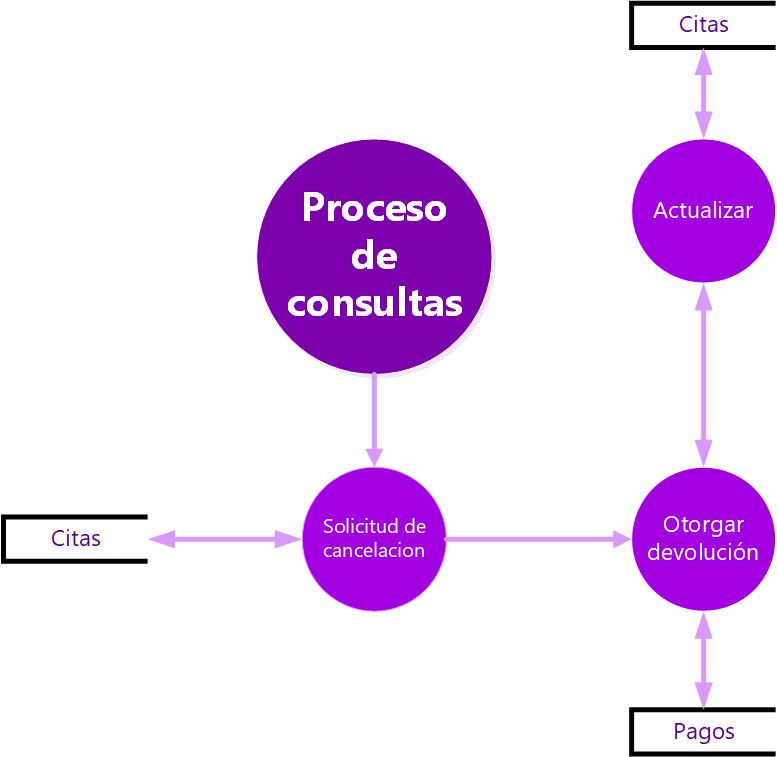 Citas
Proceso
de
consultas
Actualizar
Citas
Solicitud de
cancelacion
Otorgar
devolución
Pagos